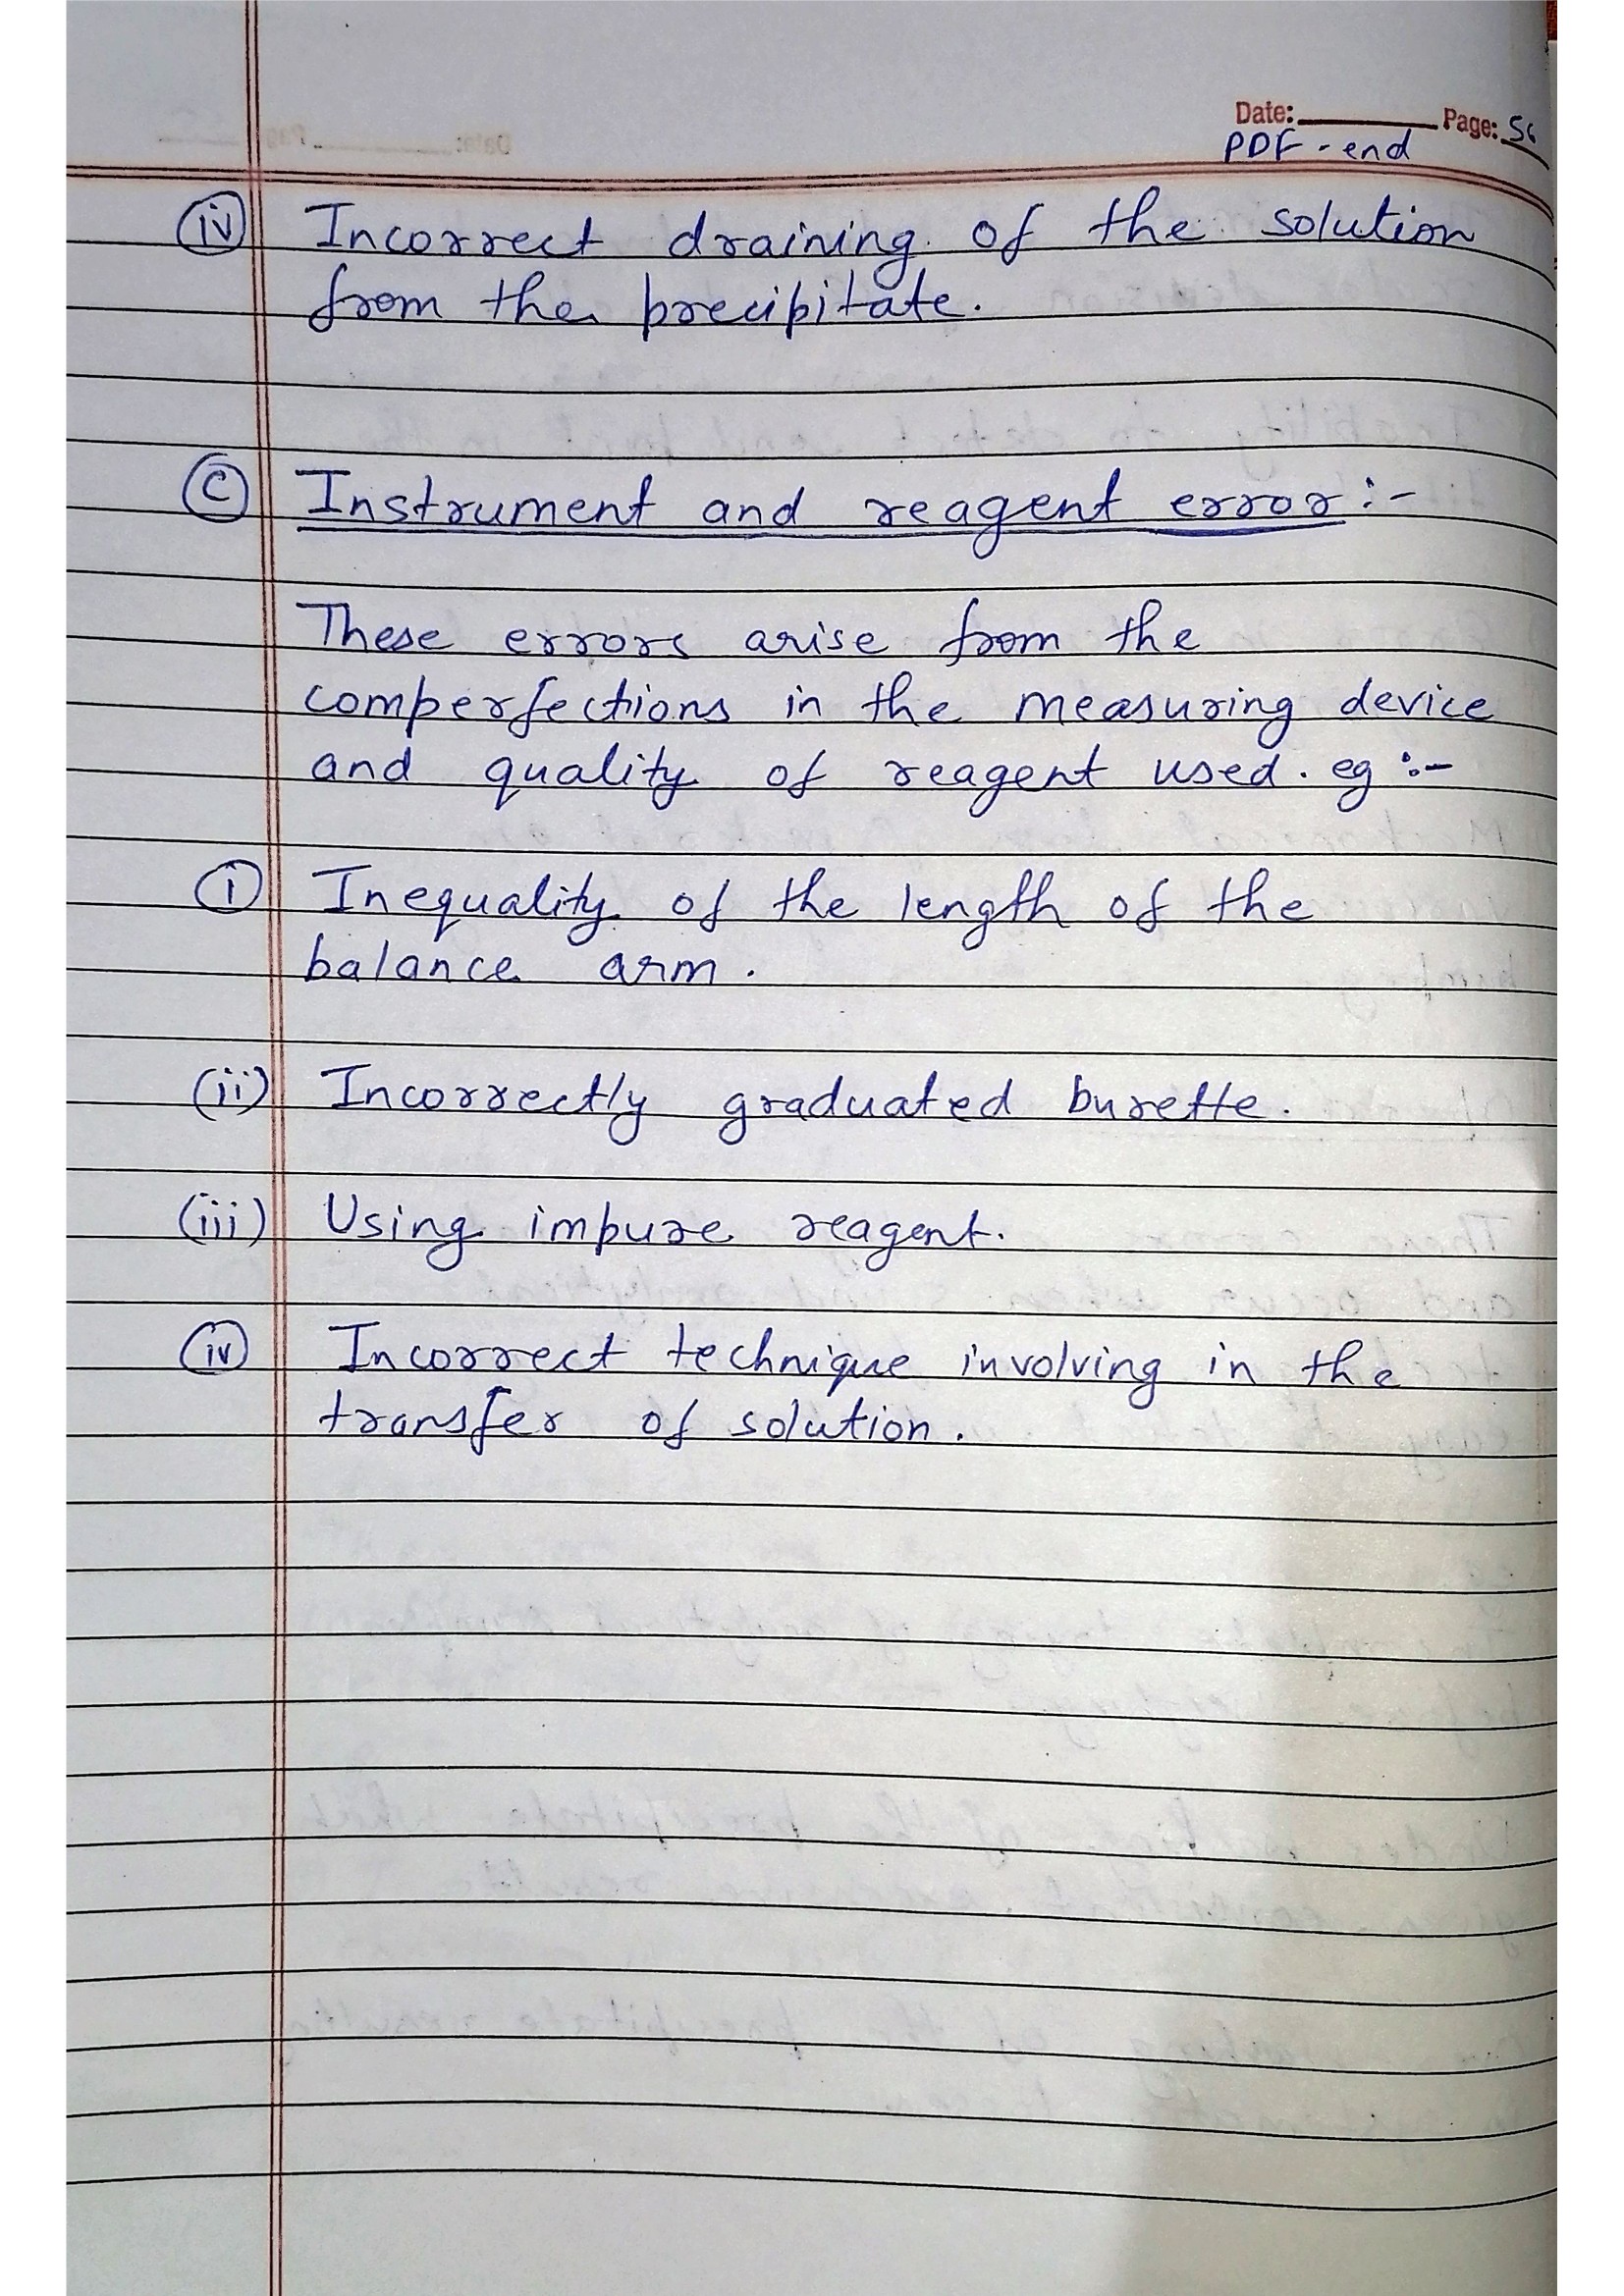 Date: Page: 56
PDF - end
(iv) Incorrect draining of the solution
from the precipitate.
(C) Instrument and reagent error :-
These errors arise from the
comperfections in the measuring device
and quality of reagent used. eg :-
(i) Inequality of the length of the
balance arm.
(ii) Incorrectly graduated burette.
(iii) Using impure reagent.
(iv) Incorrect technique involving in the
transfer of solution.